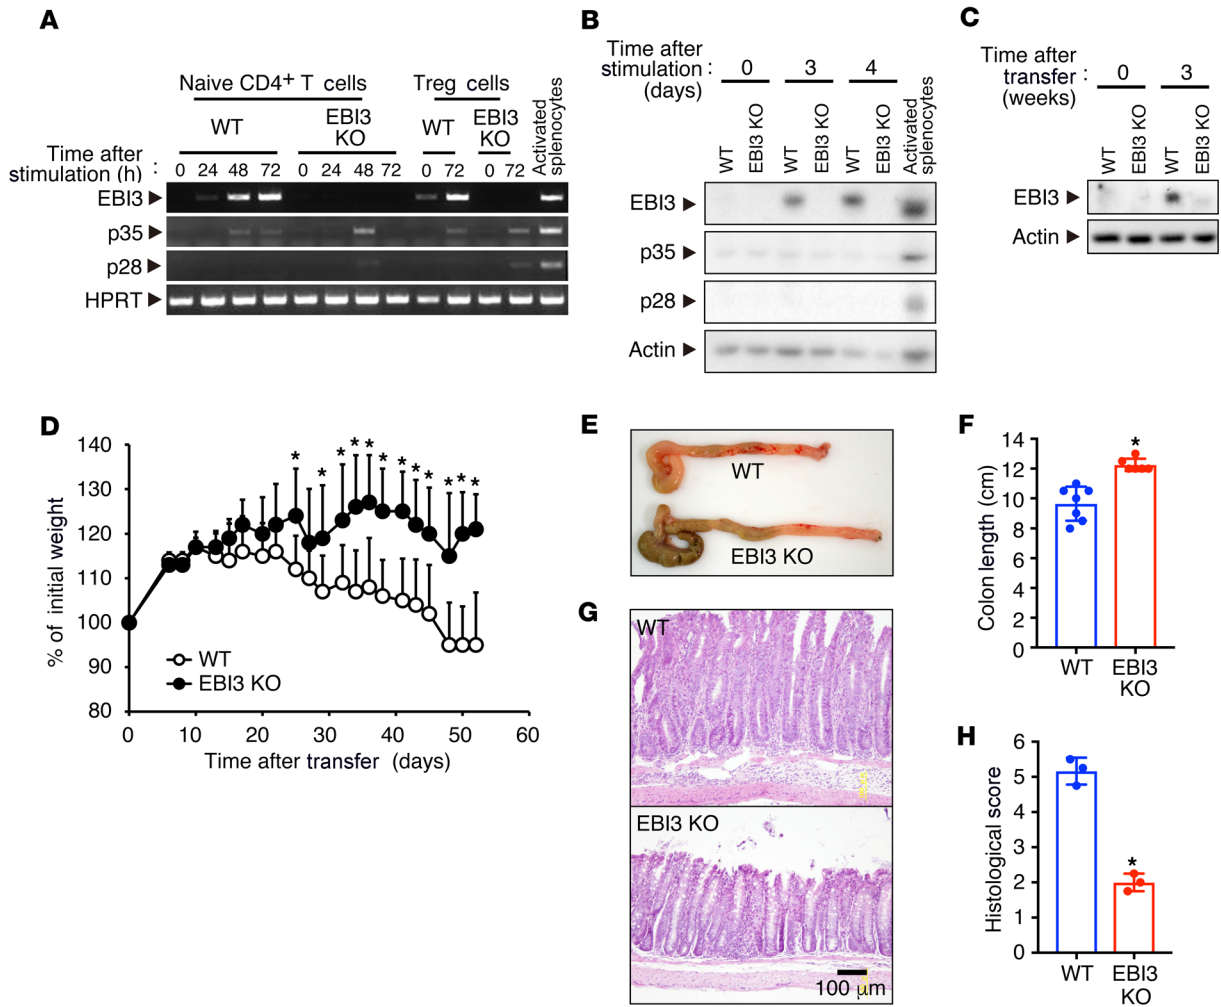 A
Naive CD4+ T cells
Treg cells
WT
EBI3
KO
WT
EBI3
KO
Activated
splenocytes
Time after
stimulation (h) :
0 24 48 72 0 24 48 72 0 72 0 72
EBI3
p35
p28
HPRT
B
Time after
stimulation :
(days)
0 3 4
WT
EBI3 KO
WT
EBI3 KO
WT
EBI3 KO
Activated
splenocytes
EBI3
p35
p28
Actin
C
Time after
transfer :
(weeks)
0 3
WT
EBI3 KO
WT
EBI3 KO
EBI3
Actin
D
% of initial weight
140
130
120
110
100
90
80
* * * * * * * * * * *
WT
EBI3 KO
0 10 20 30 40 50 60
Time after transfer (days)
E
WT
EBI3 KO
F
Colon length (cm)
14
12
10
8
6
4
2
0
*
WT
EBI3
KO
G
WT
EBI3 KO
100 μm
H
Histological score
6
5
4
3
2
1
0
*
WT
EBI3
KO